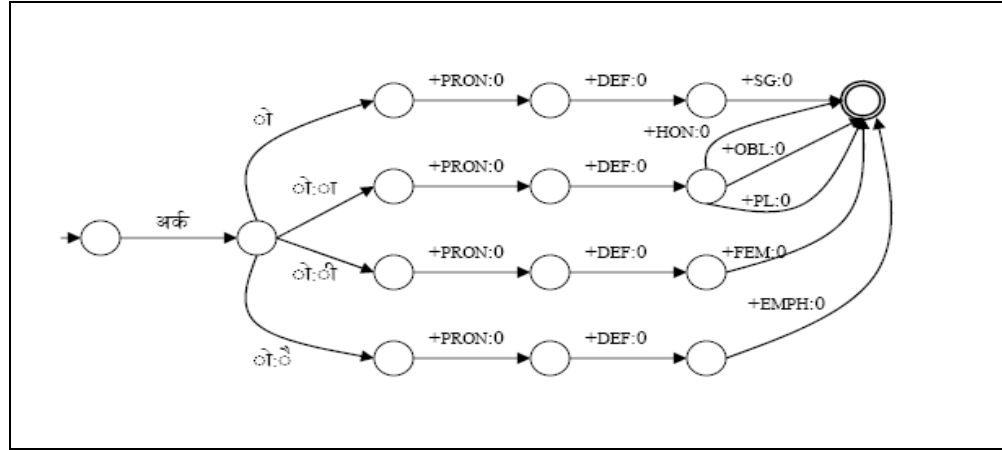 ो +PRON:0 +DEF:0 +SG:0
+HON:0
ो:ा +PRON:0 +DEF:0 +OBL:0
+PL:0
अर्क
ो:ी +PRON:0 +DEF:0 +FEM:0
+EMPH:0
ो:ै +PRON:0 +DEF:0